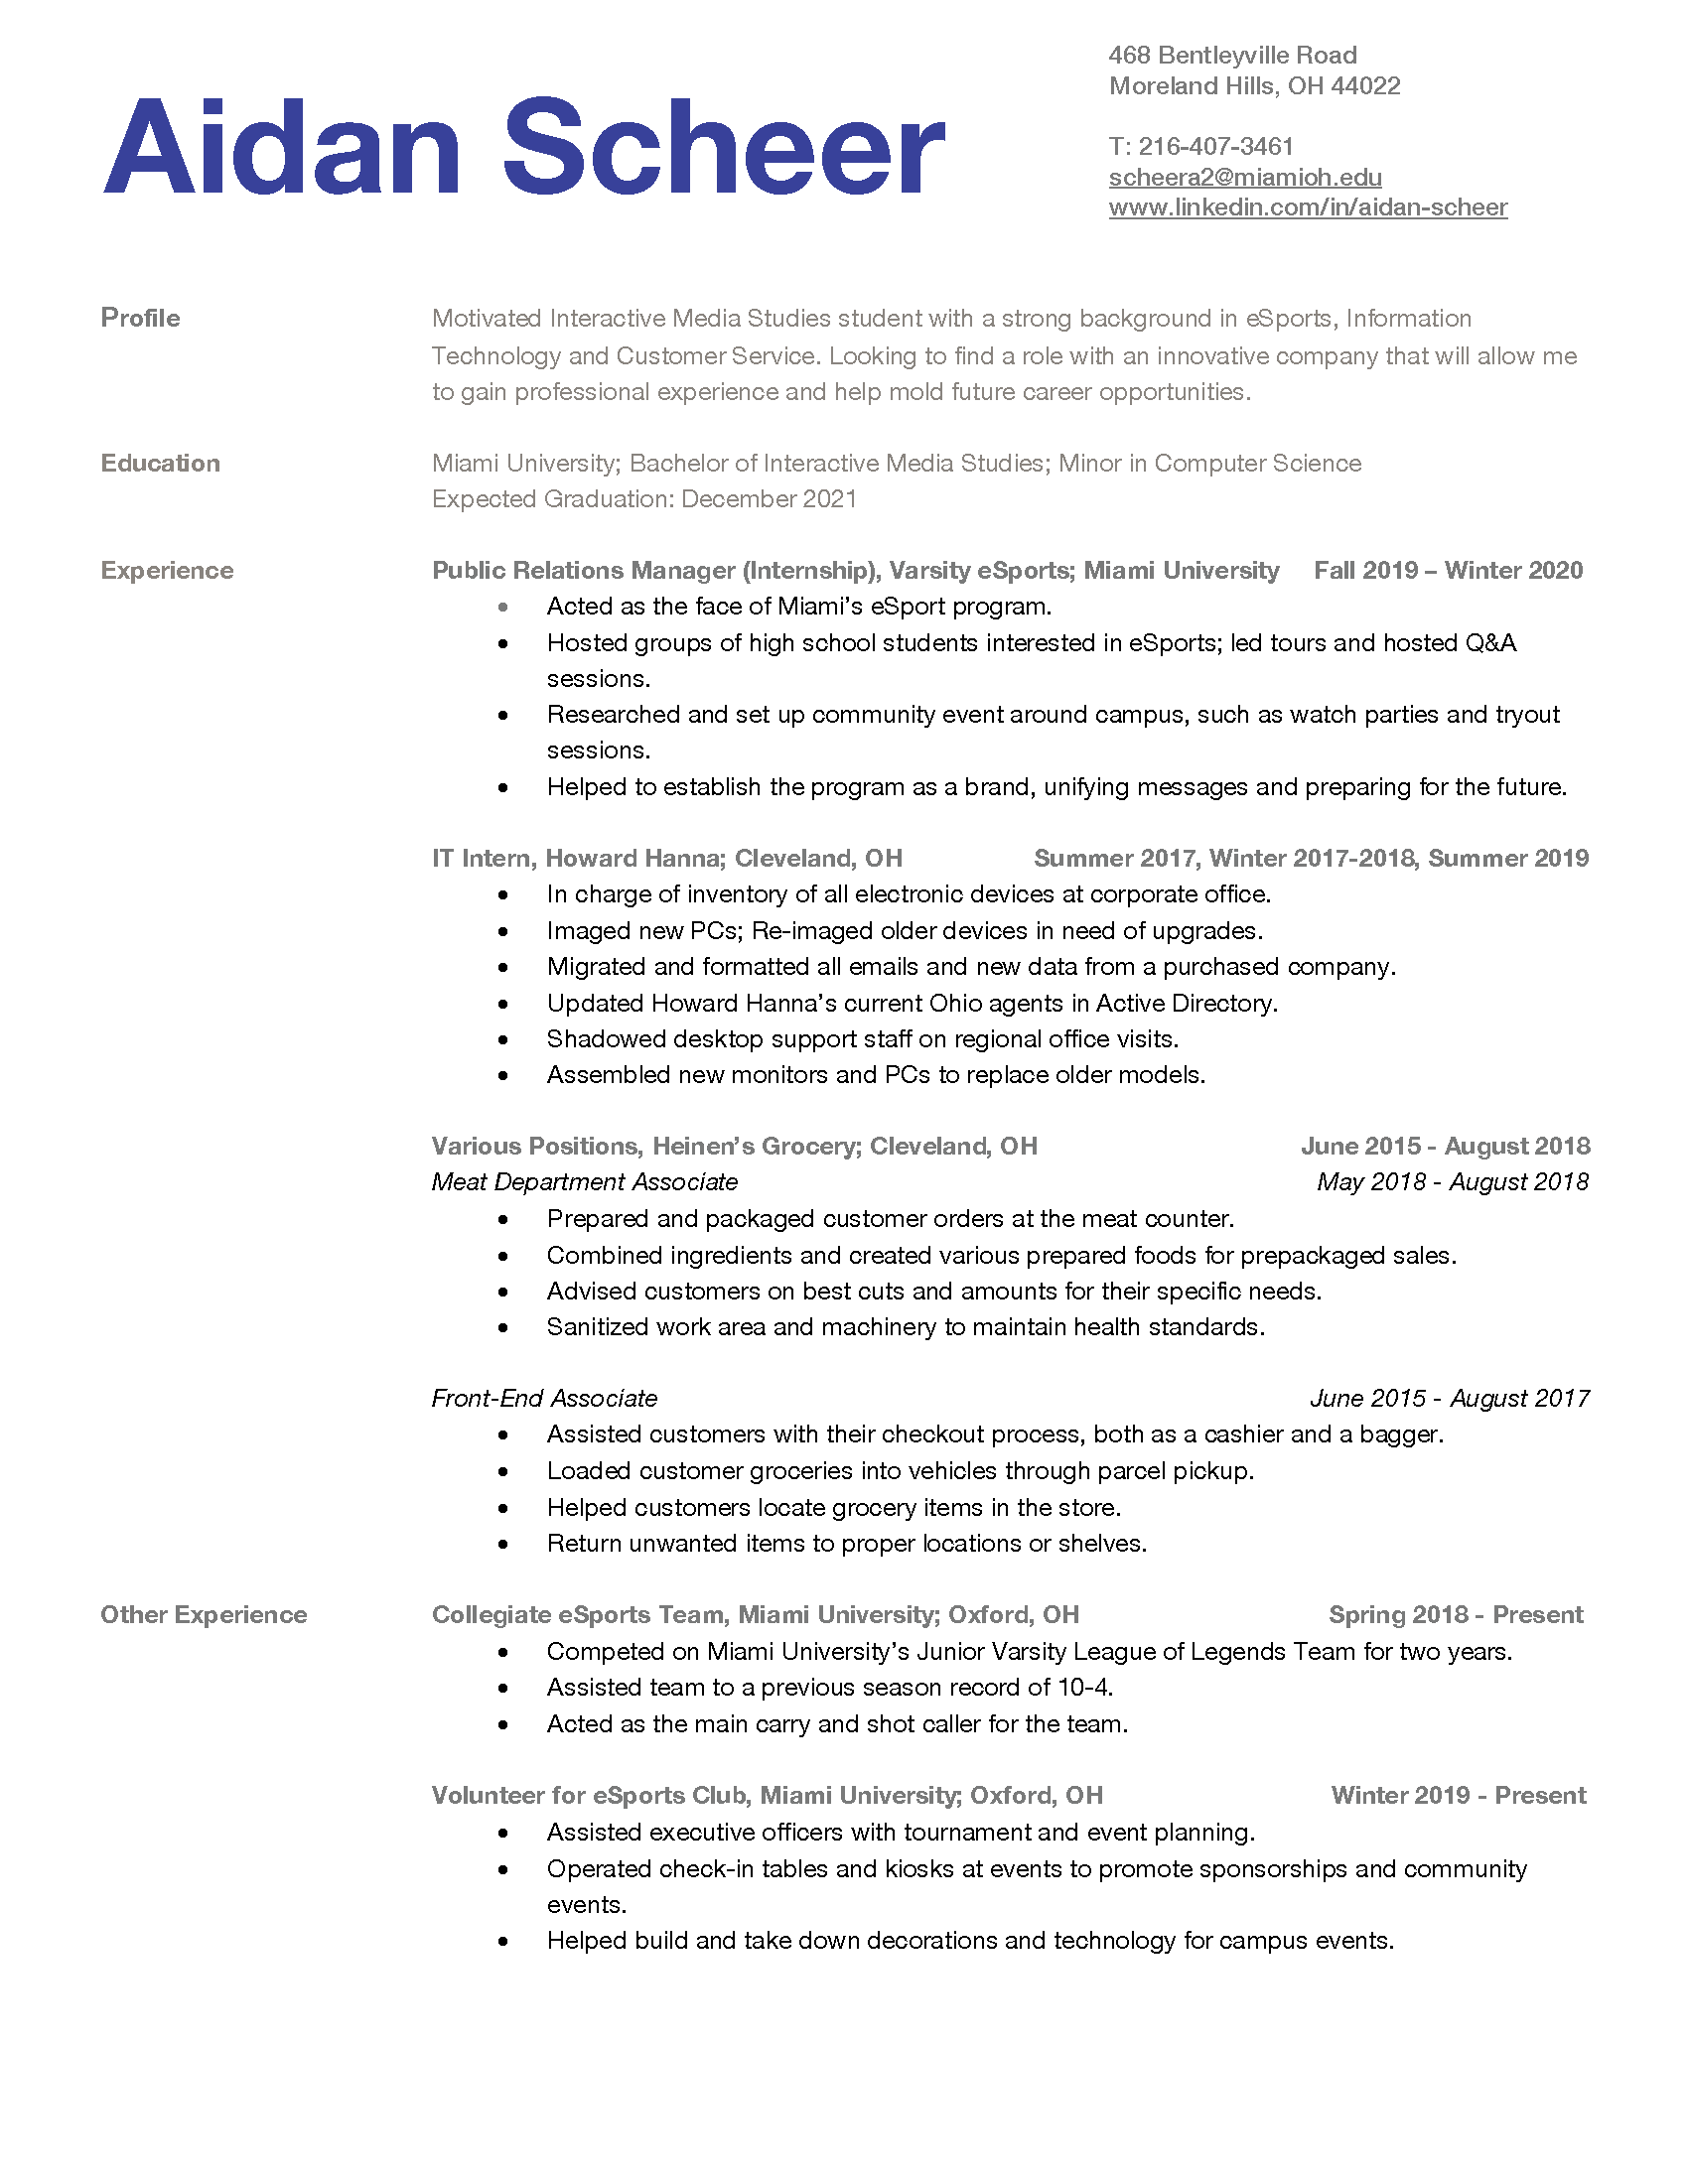 Aidan Scheer
468 Bentleyville Road
Moreland Hills, OH 44022
T: 216-407-3461
scheera2@miamioh.edu
www.linkedin.com/in/aidan-scheer
Profile
Motivated Interactive Media Studies student with a strong background in eSports, Information
Technology and Customer Service. Looking to find a role with an innovative company that will allow me
to gain professional experience and help mold future career opportunities.
Education
Miami University; Bachelor of Interactive Media Studies; Minor in Computer Science
Expected Graduation: December 2021
Experience
Public Relations Manager (Internship), Varsity eSports; Miami University Fall 2019 – Winter 2020
• Acted as the face of Miami’s eSport program.
• Hosted groups of high school students interested in eSports; led tours and hosted Q&A
sessions.
• Researched and set up community event around campus, such as watch parties and tryout
sessions.
• Helped to establish the program as a brand, unifying messages and preparing for the future.
IT Intern, Howard Hanna; Cleveland, OH Summer 2017, Winter 2017-2018, Summer 2019
• In charge of inventory of all electronic devices at corporate office.
• Imaged new PCs; Re-imaged older devices in need of upgrades.
• Migrated and formatted all emails and new data from a purchased company.
• Updated Howard Hanna’s current Ohio agents in Active Directory.
• Shadowed desktop support staff on regional office visits.
• Assembled new monitors and PCs to replace older models.
Various Positions, Heinen’s Grocery; Cleveland, OH June 2015 - August 2018
Meat Department Associate May 2018 - August 2018
• Prepared and packaged customer orders at the meat counter.
• Combined ingredients and created various prepared foods for prepackaged sales.
• Advised customers on best cuts and amounts for their specific needs.
• Sanitized work area and machinery to maintain health standards.
Front-End Associate June 2015 - August 2017
• Assisted customers with their checkout process, both as a cashier and a bagger.
• Loaded customer groceries into vehicles through parcel pickup.
• Helped customers locate grocery items in the store.
• Return unwanted items to proper locations or shelves.
Other Experience
Collegiate eSports Team, Miami University; Oxford, OH Spring 2018 - Present
• Competed on Miami University’s Junior Varsity League of Legends Team for two years.
• Assisted team to a previous season record of 10-4.
• Acted as the main carry and shot caller for the team.
Volunteer for eSports Club, Miami University; Oxford, OH Winter 2019 - Present
• Assisted executive officers with tournament and event planning.
• Operated check-in tables and kiosks at events to promote sponsorships and community
events.
• Helped build and take down decorations and technology for campus events.